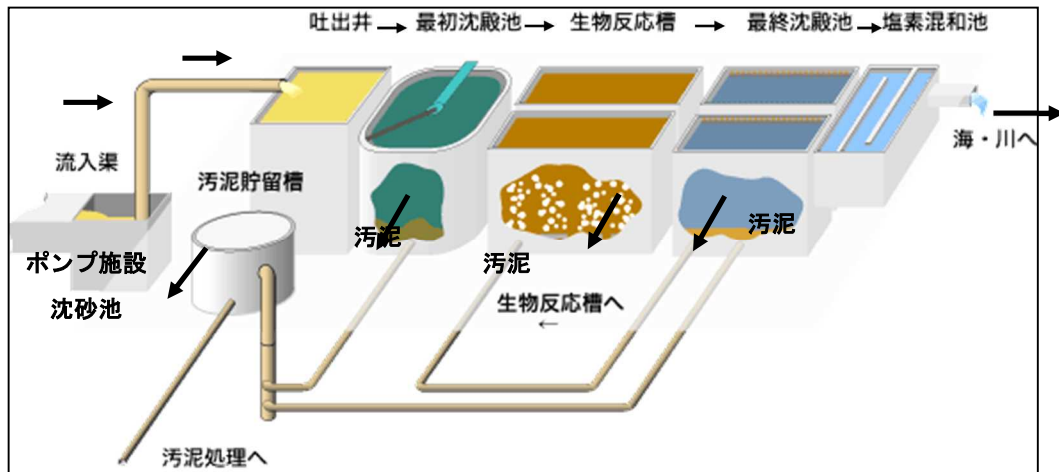 吐出井→最初沈殿池→生物反応槽→最終沈殿池→塩素混和池
流入渠
汚泥貯留槽
海・川へ
汚泥
汚泥
汚泥
ポンプ施設
沈砂池
生物反応槽へ
←
汚泥処理へ